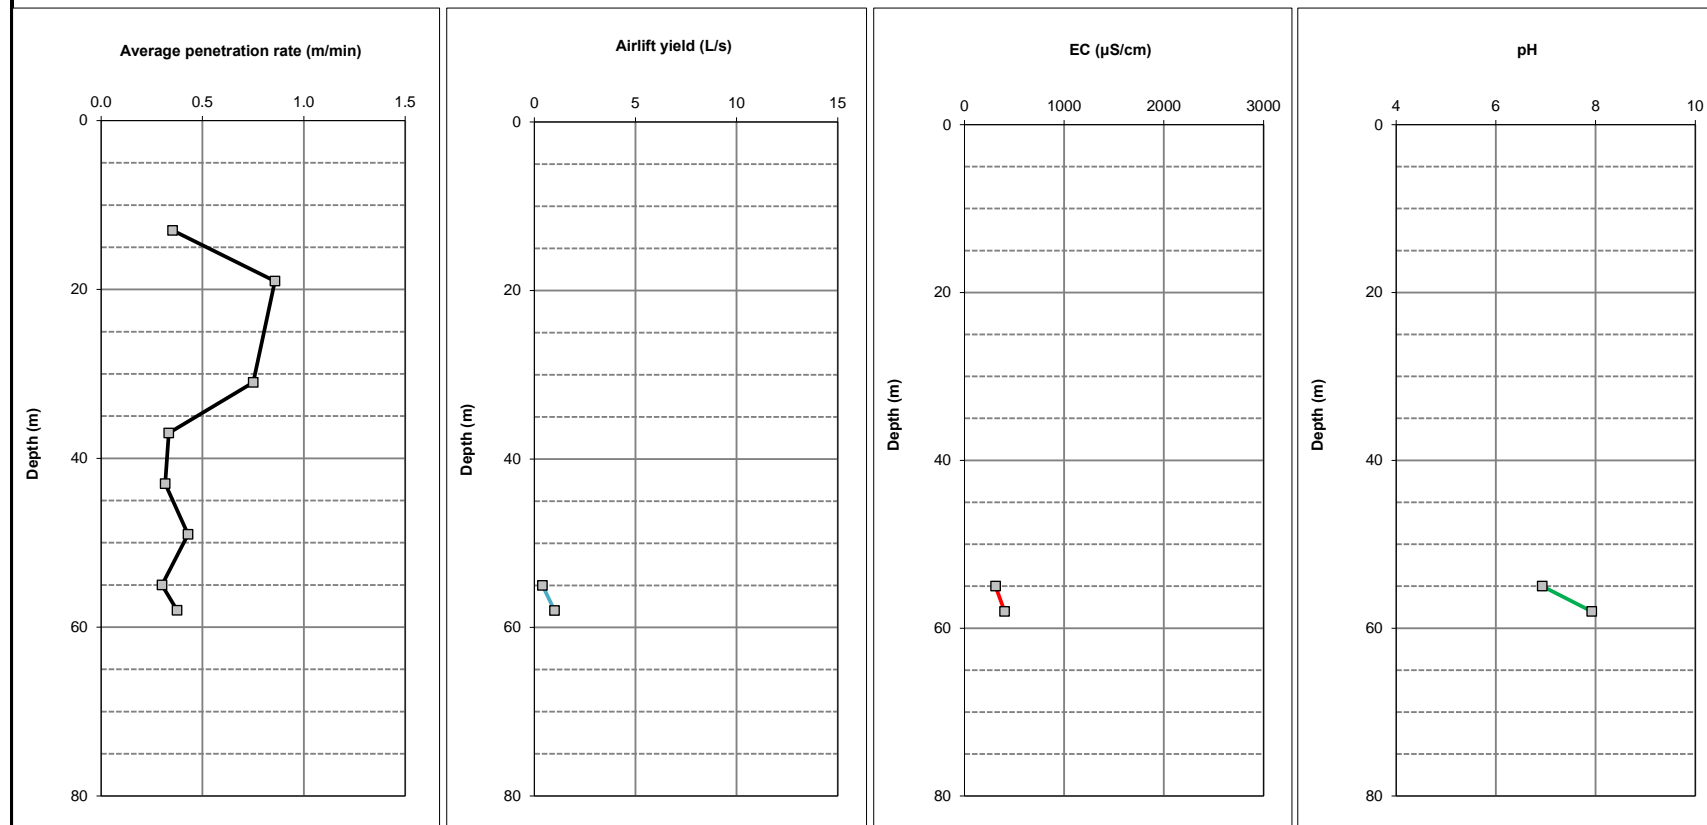 Average penetration rate (m/min)
0.0 0.5 1.0 1.5
0
20
40
60
80
Depth (m)
Airlift yield (L/s)
0 5 10 15
0
20
40
60
80
Depth (m)
EC (µS/cm)
0 1000 2000 3000
0
20
40
60
80
Depth (m)
pH
4 6 8 10
0
20
40
60
80
Depth (m)